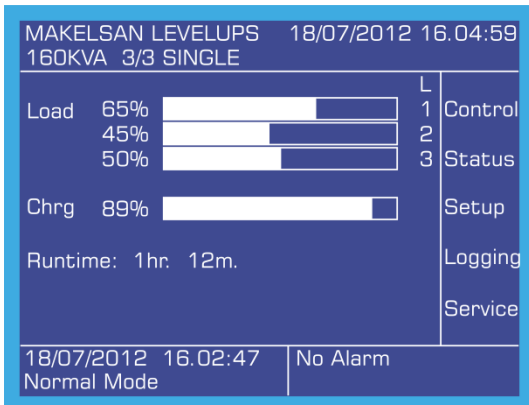 MAKELSAN LEVELUPS 18/07/2012 16.04:59
160KVA 3/3 SINGLE
L
Load 65% 1 Control
45% 2
50% 3 Status
Chrg 89% Setup
Runtime: 1hr. 12m. Logging
Service
18/07/2012 16.02:47 No Alarm
Normal Mode